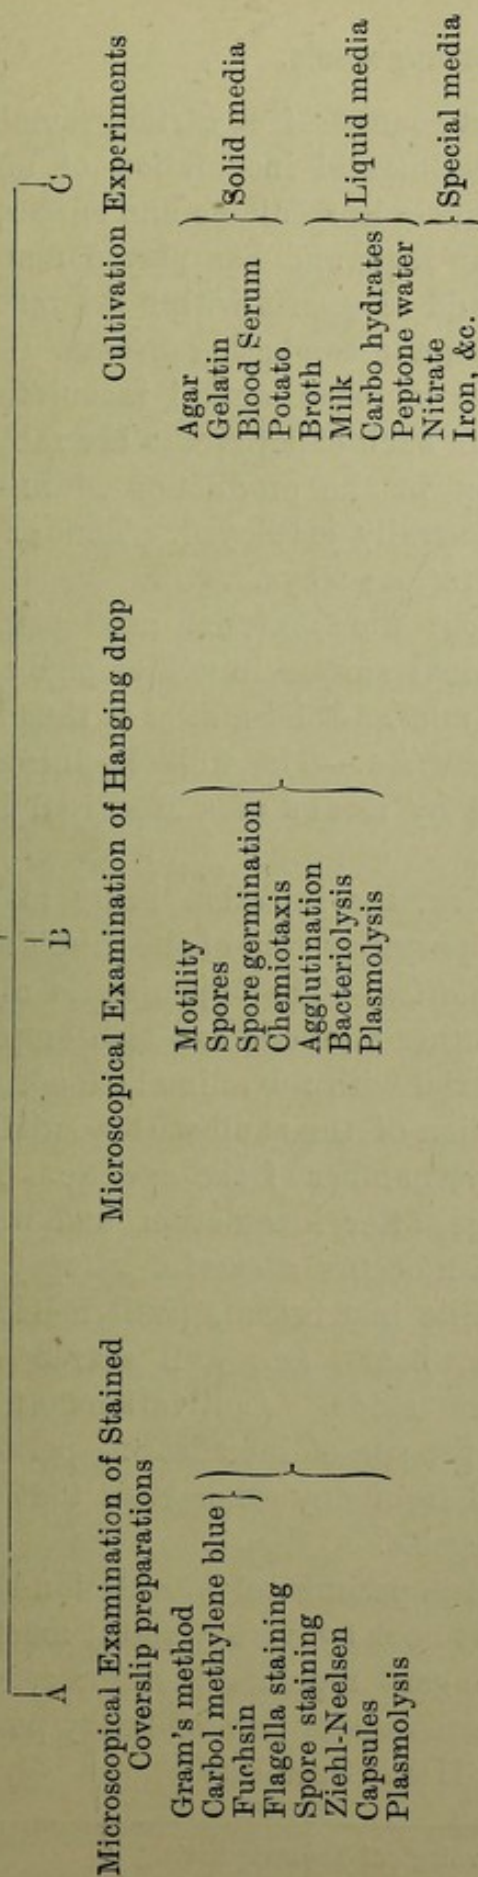 A
Microscopical Examination of Stained
Coverslip preparations
Gram's method
Carbol methylene blue
Fuchsin
Flagella staining
Spore staining
Ziehl-Neelsen
Capsules
Plasmolysis
B
Microscopical Examination of Hanging drop
Motility
Spores
Spore germination
Chemiotaxis
Agglutination
Bacteriolysis
Plasmolysis
C
Cultivation Experiments
Agar
Gelatin
Blood Serum
Potato
Solid media
Broth
Milk
Carbo hydrates
Peptone water
Liquid media
Nitrate
Iron, &c.
Special media